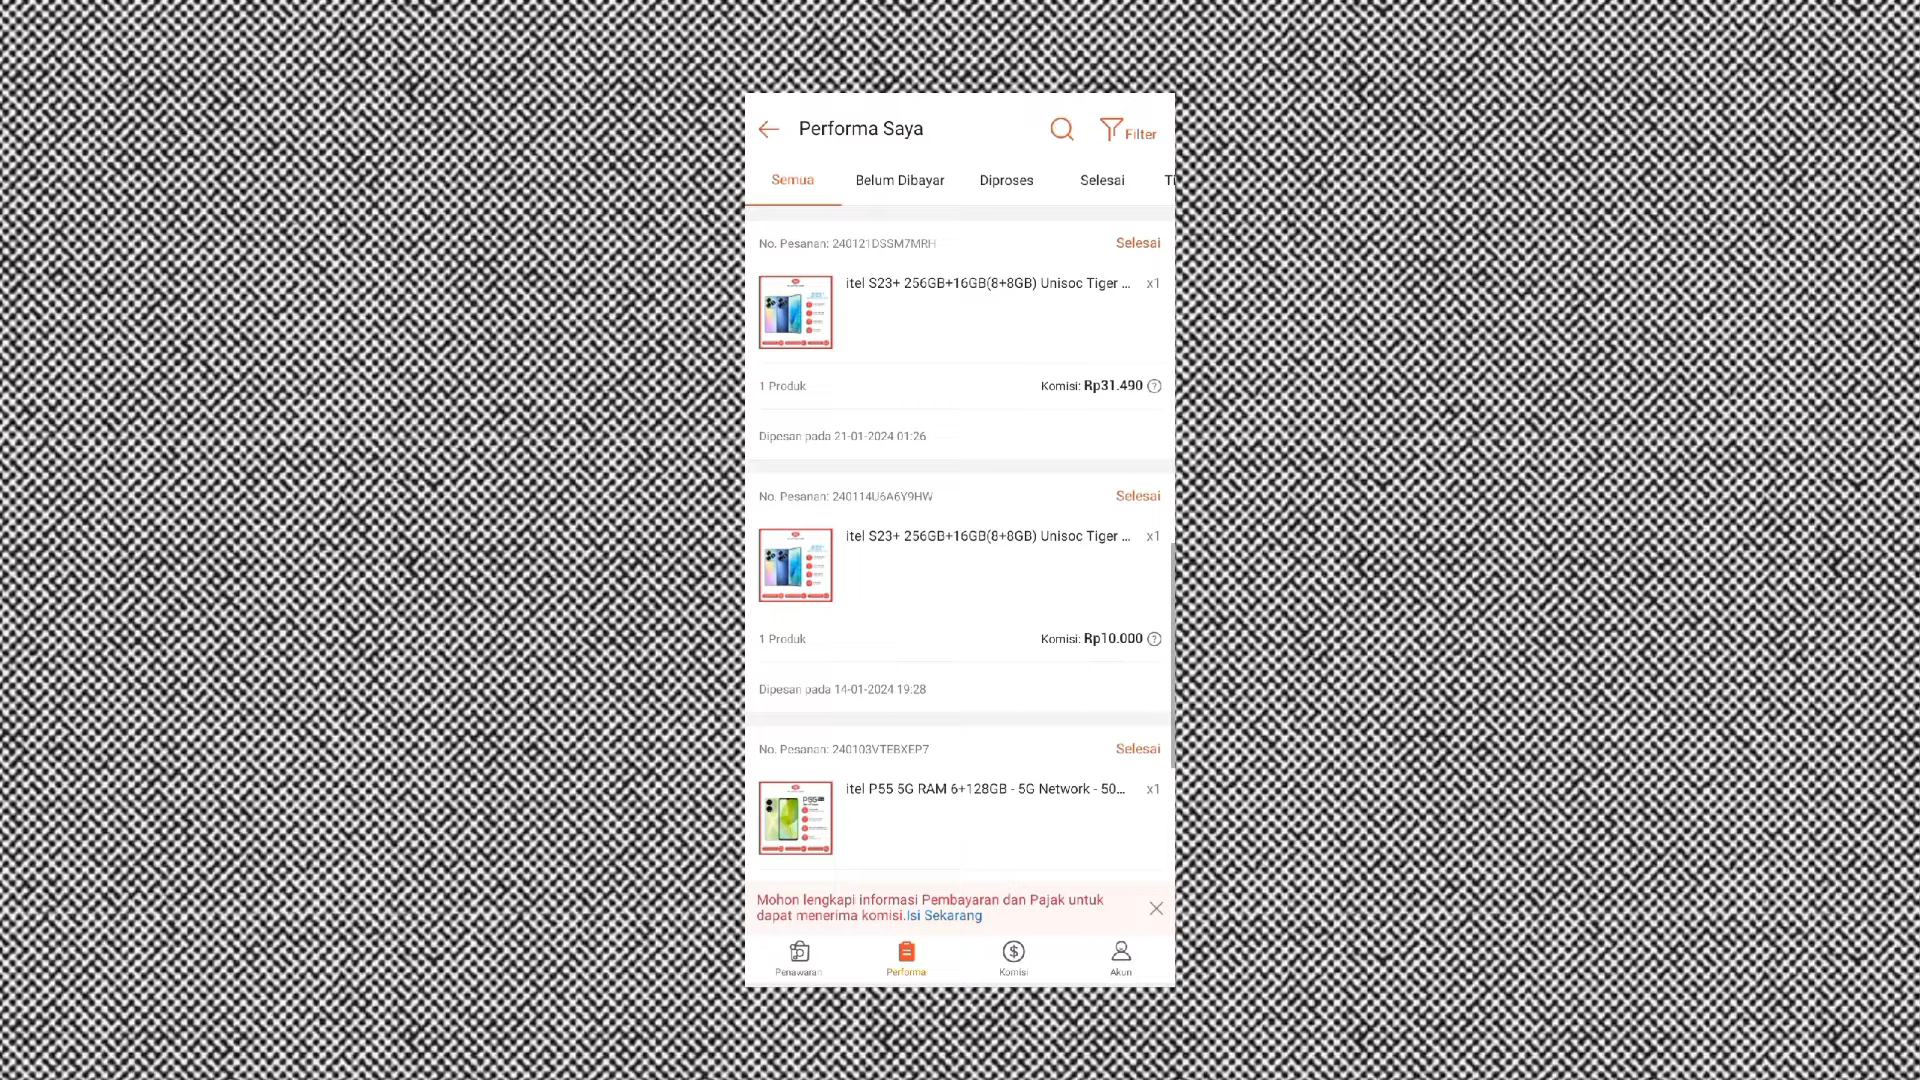 Performa Saya
Filter
Semua Belum Dibayar Diproses Selesai
No. Pesanan: 240121DSSM7MRH Selesai
itel S23+ 256GB+16GB(8+8GB) Unisoc Tiger ... x1
1 Produk Komisi: Rp31.490
Dipesan pada 21-01-2024 01:26
No. Pesanan: 240114U6A6Y9HW Selesai
itel S23+ 256GB+16GB(8+8GB) Unisoc Tiger ... x1
1 Produk Komisi: Rp10.000
Dipesan pada 14-01-2024 19:28
No. Pesanan: 240103VTEBXEP7 Selesai
itel P55 5G RAM 6+128GB - 5G Network - 50... x1
Mohon lengkapi informasi Pembayaran dan Pajak untuk
dapat menerima komisi.Isi Sekarang
Penawaran Performa Komisi Akun